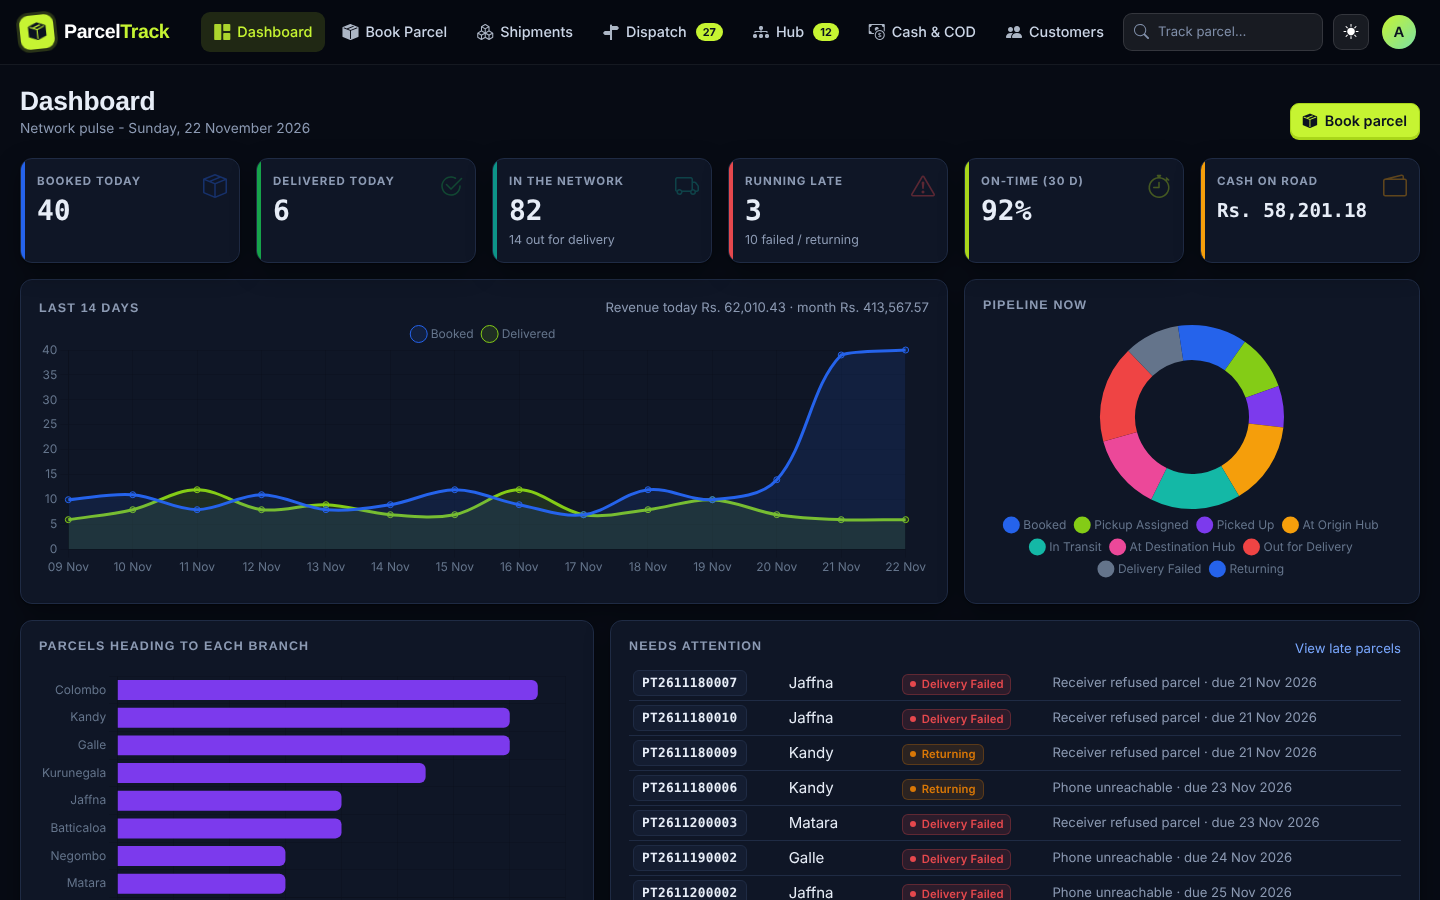 ParcelTrack Dashboard Book Parcel Shipments Dispatch 27 Hub 12 Cash & COD Customers Track parcel... A
Dashboard
Network pulse - Sunday, 22 November 2026
Book parcel
BOOKED TODAY
40
DELIVERED TODAY
6
IN THE NETWORK
82
14 out for delivery
RUNNING LATE
3
10 failed / returning
ON-TIME (30 D)
92%
CASH ON ROAD
Rs. 58,201.18
LAST 14 DAYS
Revenue today Rs. 62,010.43 · month Rs. 413,567.57
Booked Delivered
40
35
30
25
20
15
10
5
0
09 Nov 10 Nov 11 Nov 12 Nov 13 Nov 14 Nov 15 Nov 16 Nov 17 Nov 18 Nov 19 Nov 20 Nov 21 Nov 22 Nov
PIPELINE NOW
Booked Pickup Assigned Picked Up At Origin Hub
In Transit At Destination Hub Out for Delivery
Delivery Failed Returning
PARCELS HEADING TO EACH BRANCH
Colombo
Kandy
Galle
Kurunegala
Jaffna
Batticaloa
Negombo
Matara
NEEDS ATTENTION
View late parcels
PT2611180007 Jaffna Delivery Failed Receiver refused parcel · due 21 Nov 2026
PT2611180010 Jaffna Delivery Failed Receiver refused parcel · due 21 Nov 2026
PT2611180009 Kandy Returning Receiver refused parcel · due 21 Nov 2026
PT2611180006 Kandy Returning Phone unreachable · due 23 Nov 2026
PT2611200003 Matara Delivery Failed Receiver refused parcel · due 23 Nov 2026
PT2611190002 Galle Delivery Failed Phone unreachable · due 24 Nov 2026
PT2611200002 Jaffna Delivery Failed Phone unreachable · due 25 Nov 2026